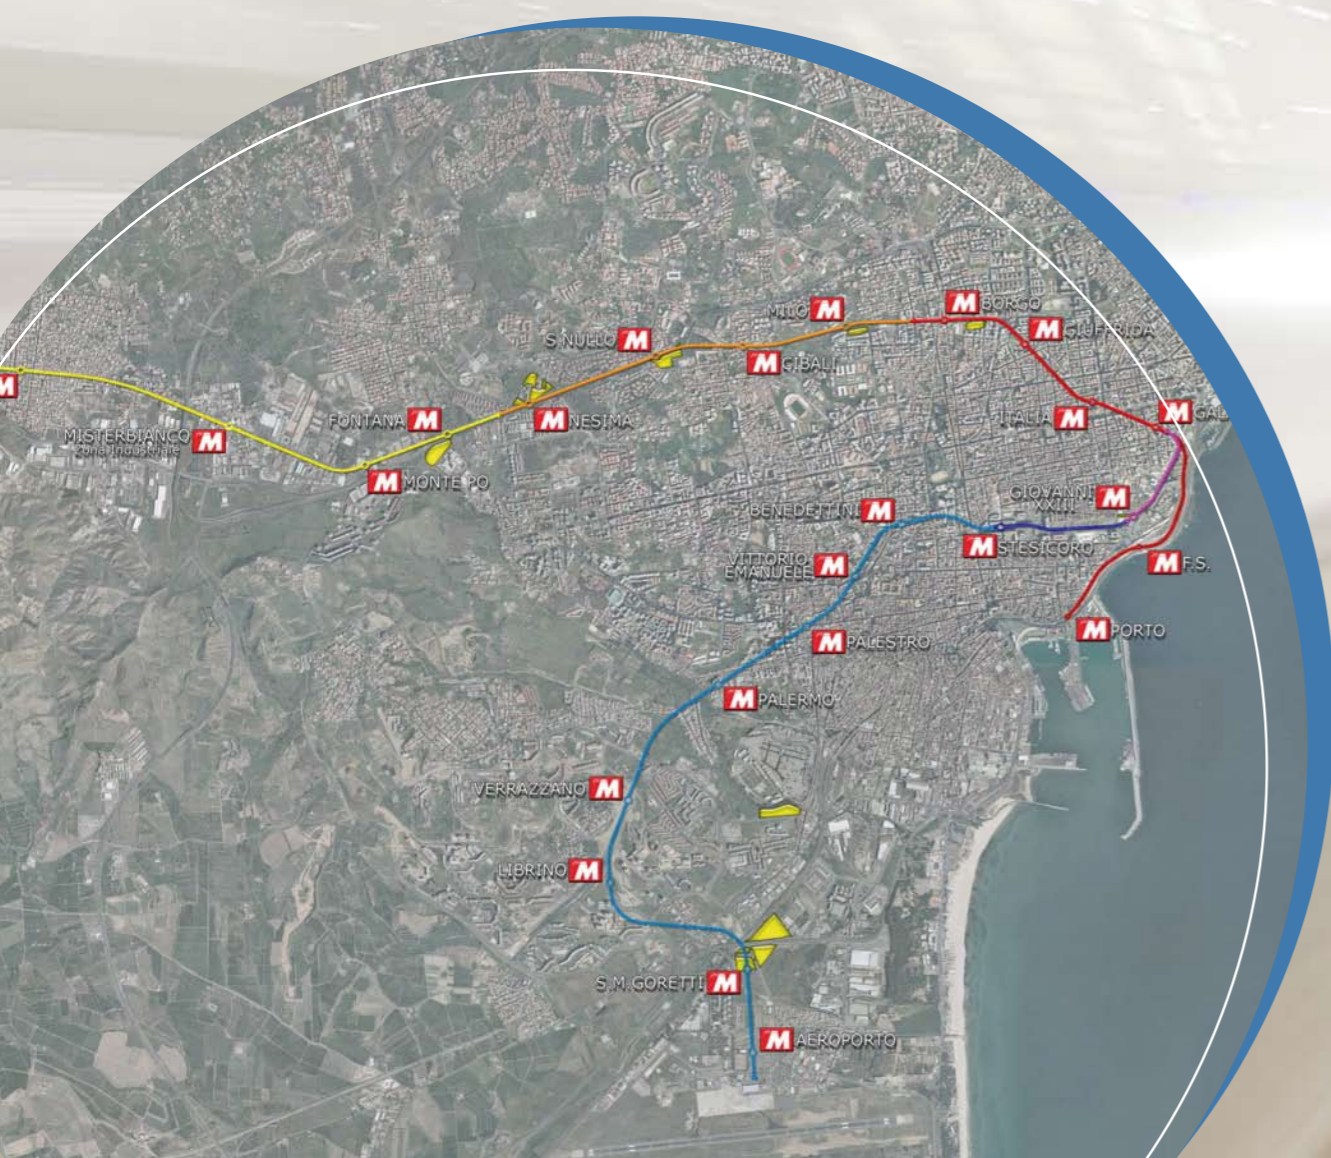 MILO
M
M
BORGO
M
GIUFFRIDA
S.NULLO
M
M
CIBALI
M
FONTANA
M
M
NESIMA
ITALIA
M
M
MISTERBIANCO
zona industriale
M
M
MONTE PO
GIOVANNI
XXIII
M
BENEDETTINI
M
M
STESICORO
VITTORIO
EMANUELE
M
M
F.S.
M
PORTO
M
PALESTRO
M
PALERMO
VERRAZZANO
M
LIBRINO
M
S.M.GORETTI
M
M
AEROPORTO